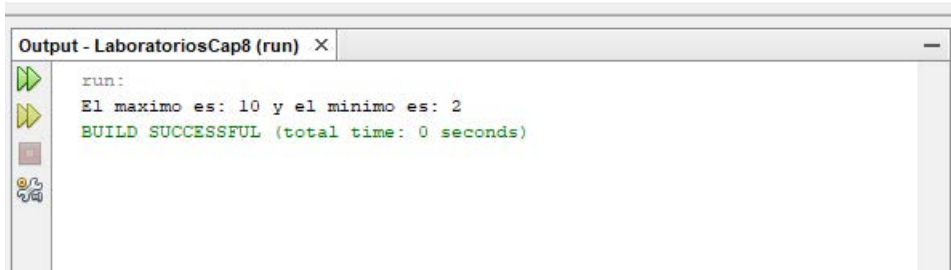 Output - LaboratoriosCap8 (run) ×
run:
El maximo es: 10 y el minimo es: 2
BUILD SUCCESSFUL (total time: 0 seconds)